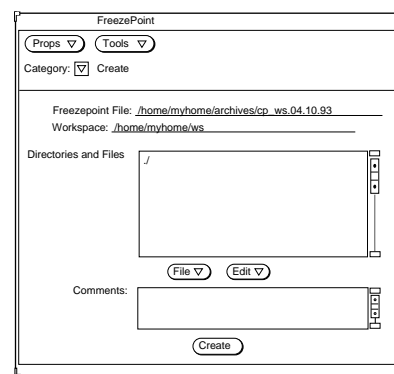 FreezePoint
Props Tools
Category: Create
Freezepoint File: /home/myhome/archives/cp_ws.04.10.93
Workspace: /home/myhome/ws
Directories and Files
./
File Edit
Comments:
Create